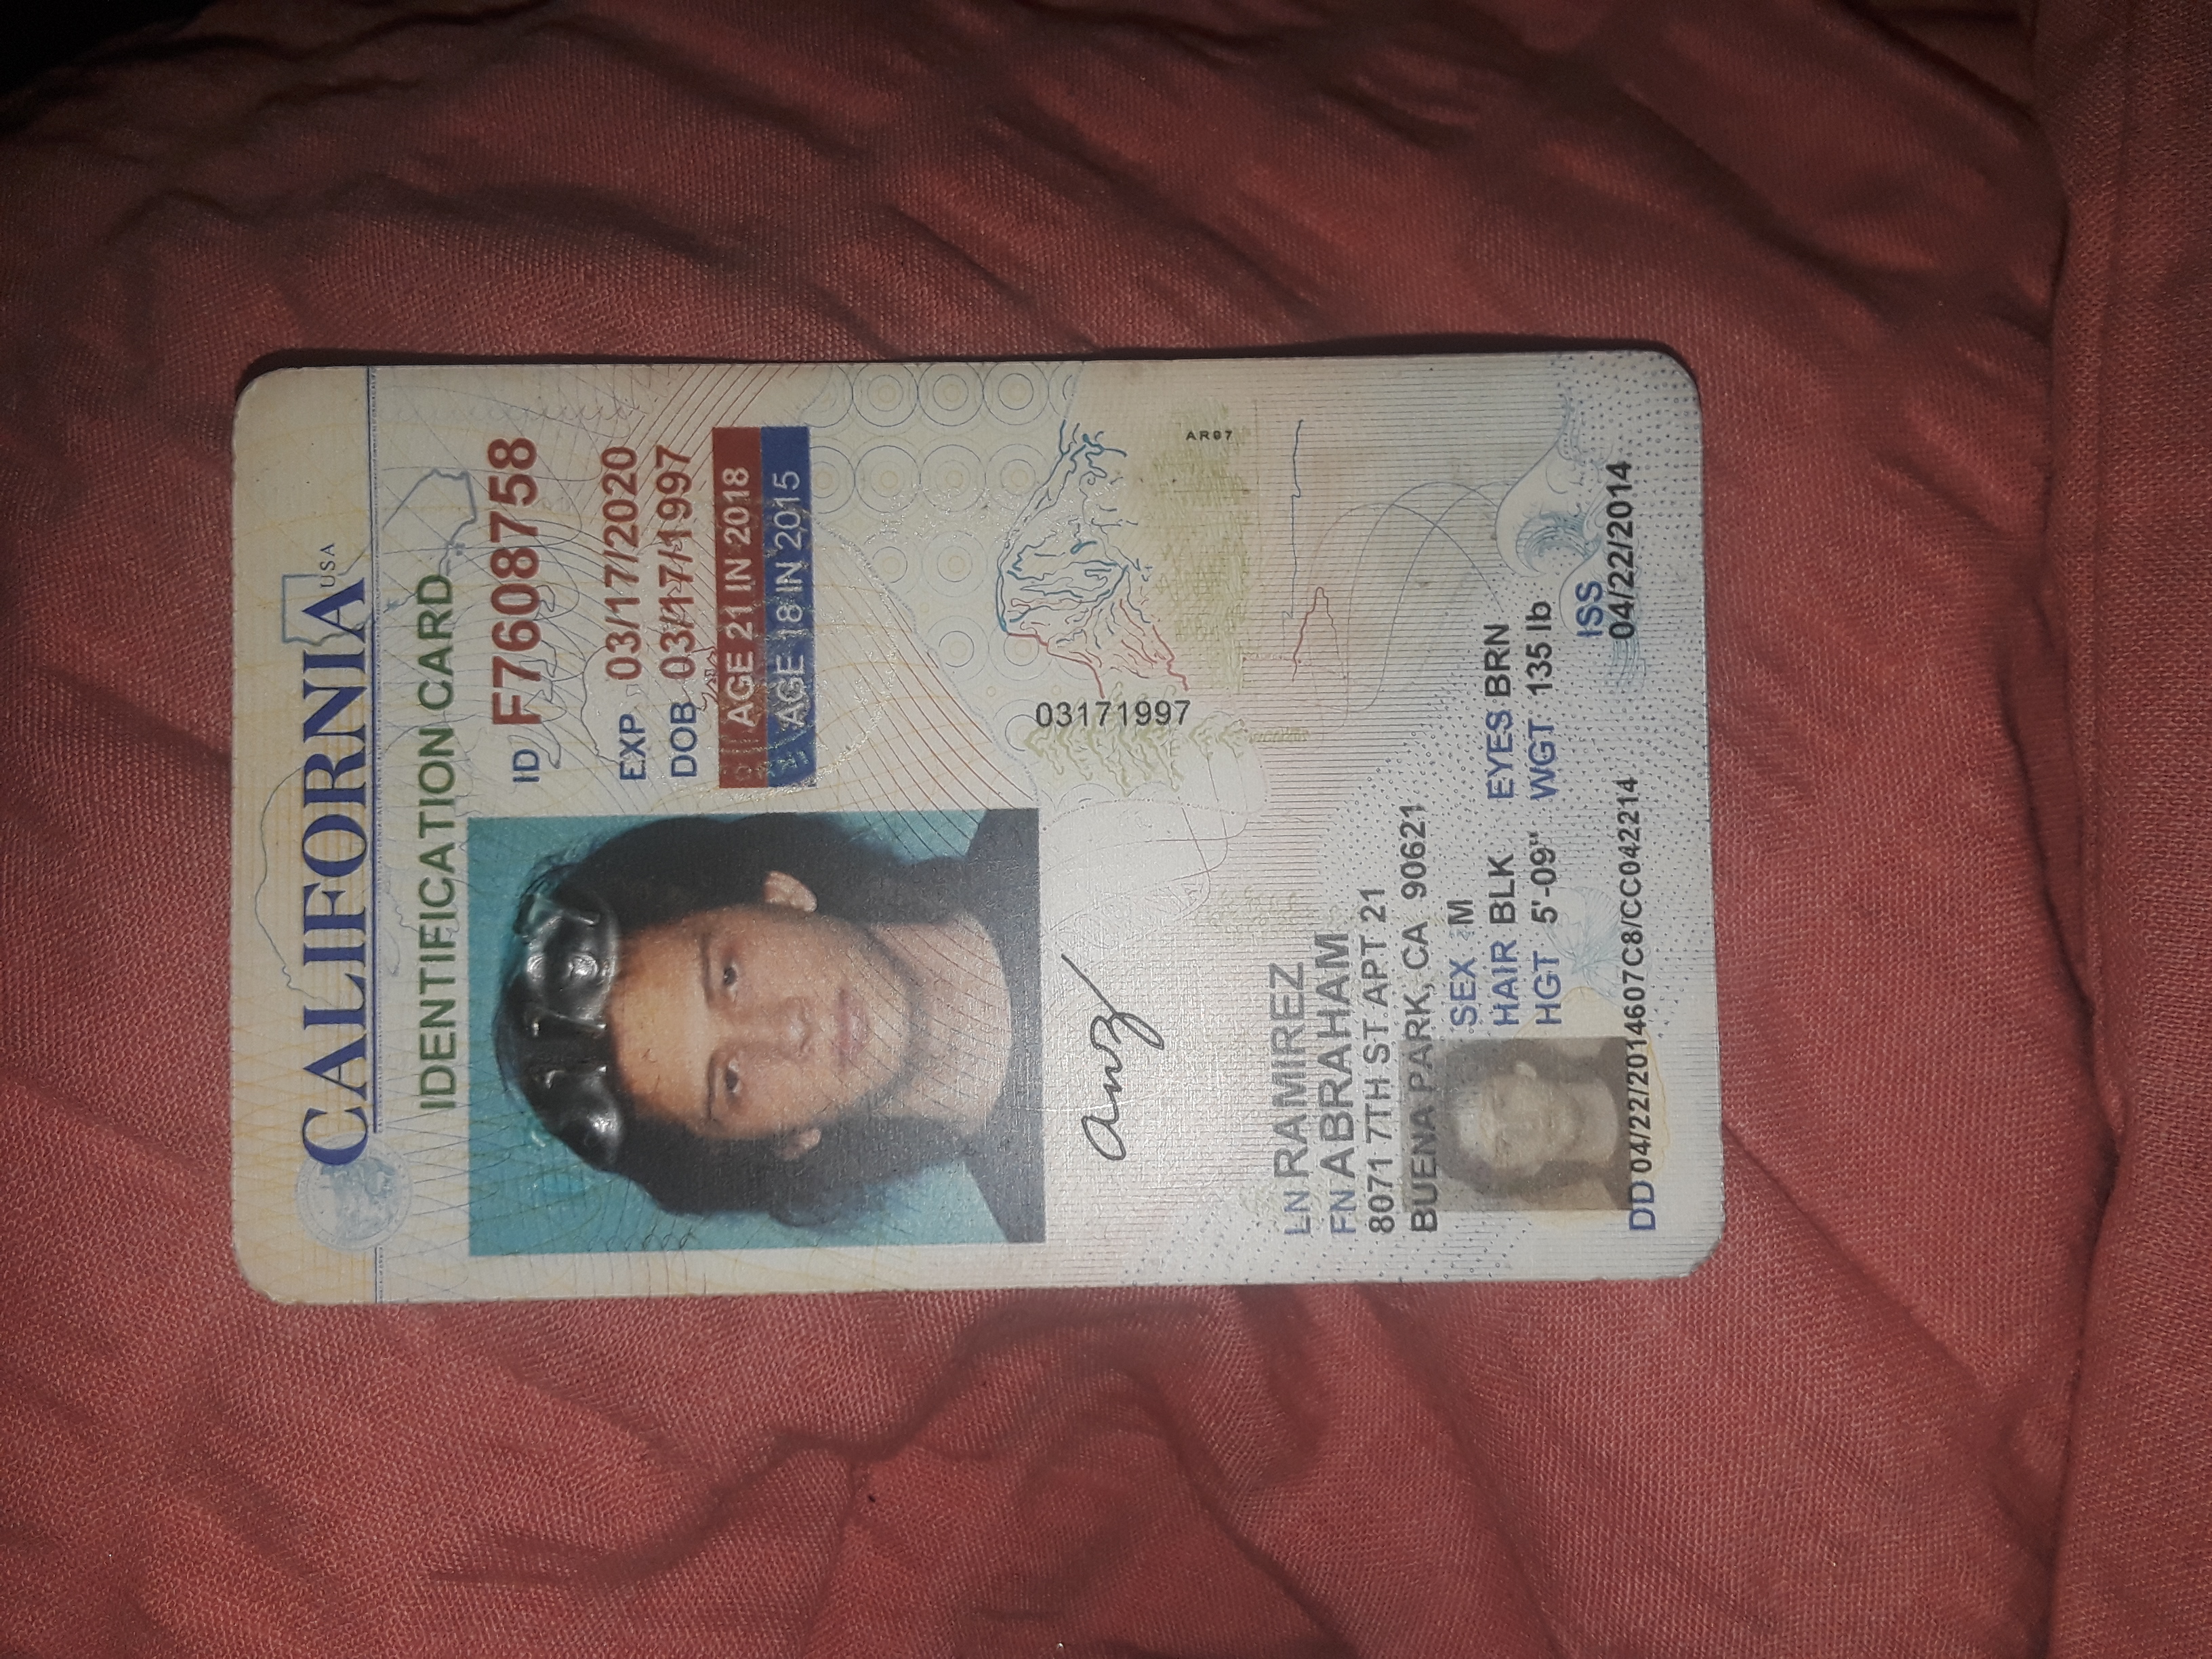 CALIFORNIA USA
IDENTIFICATION CARD
ID F7608758
EXP 03/17/2020
DOB 03/17/1997
AGE 21 IN 2018
AGE 18 IN 2015
03171997
LN RAMIREZ
FN ABRAHAM
8071 7TH ST APT 21
BUENA PARK, CA 90621
SEX M
HAIR BLK EYES BRN
HGT 5'-09" WGT 135 lb
ISS
DD 04/22/2014607C8/CC042214 04/22/2014